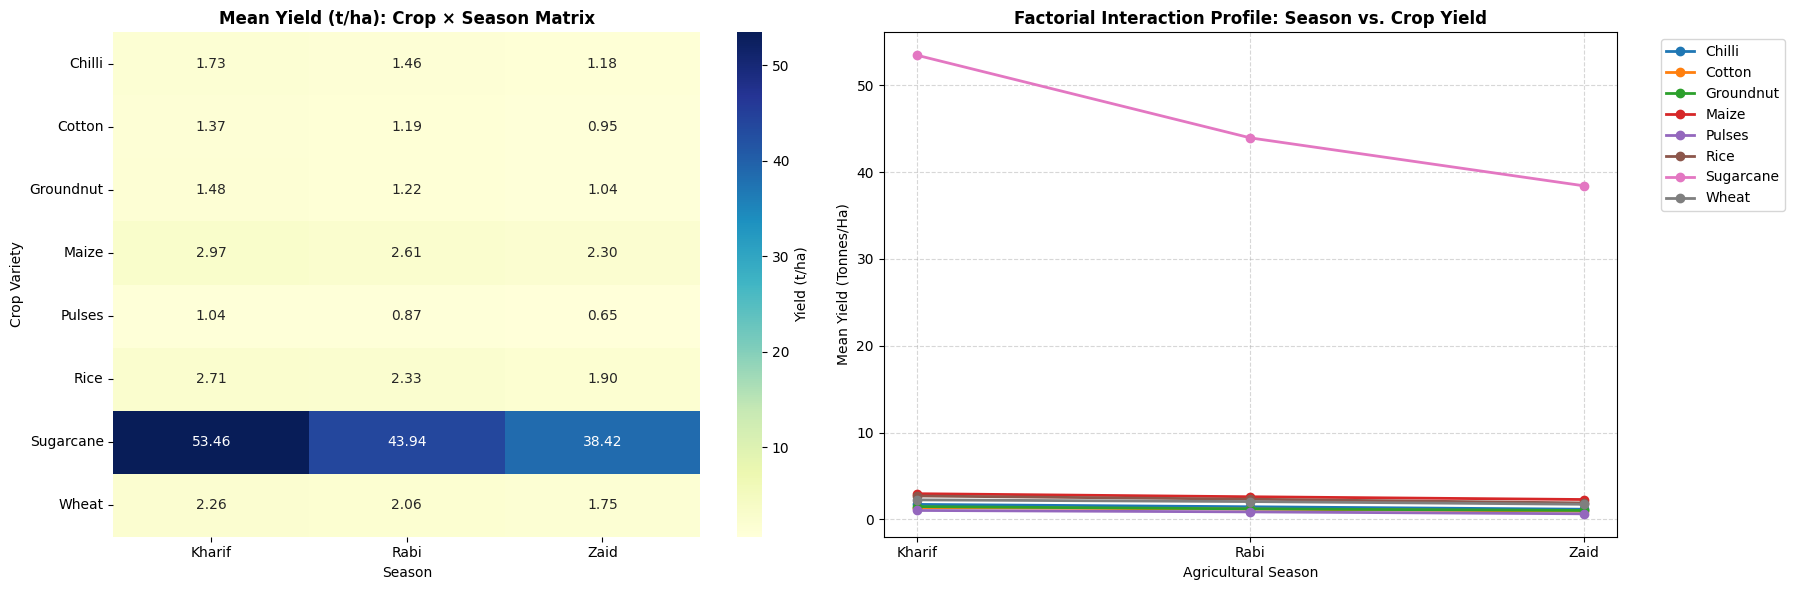 Mean Yield (t/ha): Crop × Season Matrix
Crop Variety
Chilli 1.73 1.46 1.18
Cotton 1.37 1.19 0.95
Groundnut 1.48 1.22 1.04
Maize 2.97 2.61 2.30
Pulses 1.04 0.87 0.65
Rice 2.71 2.33 1.90
Sugarcane 53.46 43.94 38.42
Wheat 2.26 2.06 1.75
Kharif Rabi Zaid
Season
50
40
30
20
10
Yield (t/ha)
Factorial Interaction Profile: Season vs. Crop Yield
Mean Yield (Tonnes/Ha)
50
40
30
20
10
0
Kharif Rabi Zaid
Agricultural Season
Chilli
Cotton
Groundnut
Maize
Pulses
Rice
Sugarcane
Wheat